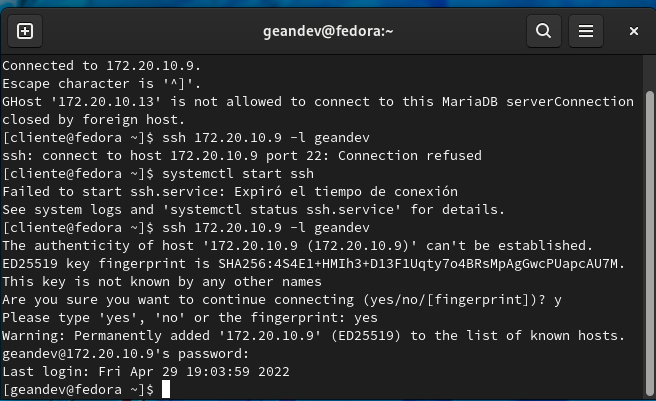 geandev@fedora:~
Connected to 172.20.10.9.
Escape character is '^]'.
GHost '172.20.10.13' is not allowed to connect to this MariaDB serverConnection
closed by foreign host.
[cliente@fedora ~]$ ssh 172.20.10.9 -l geandev
ssh: connect to host 172.20.10.9 port 22: Connection refused
[cliente@fedora ~]$ systemctl start ssh
Failed to start ssh.service: Expiró el tiempo de conexión
See system logs and 'systemctl status ssh.service' for details.
[cliente@fedora ~]$ ssh 172.20.10.9 -l geandev
The authenticity of host '172.20.10.9 (172.20.10.9)' can't be established.
ED25519 key fingerprint is SHA256:4S4E1+HMIh3+D13F1Uqty7o4BRsMpAgGwcPUapcAU7M.
This key is not known by any other names
Are you sure you want to continue connecting (yes/no/[fingerprint])? y
Please type 'yes', 'no' or the fingerprint: yes
Warning: Permanently added '172.20.10.9' (ED25519) to the list of known hosts.
geandev@172.20.10.9's password:
Last login: Fri Apr 29 19:03:59 2022
[geandev@fedora ~]$